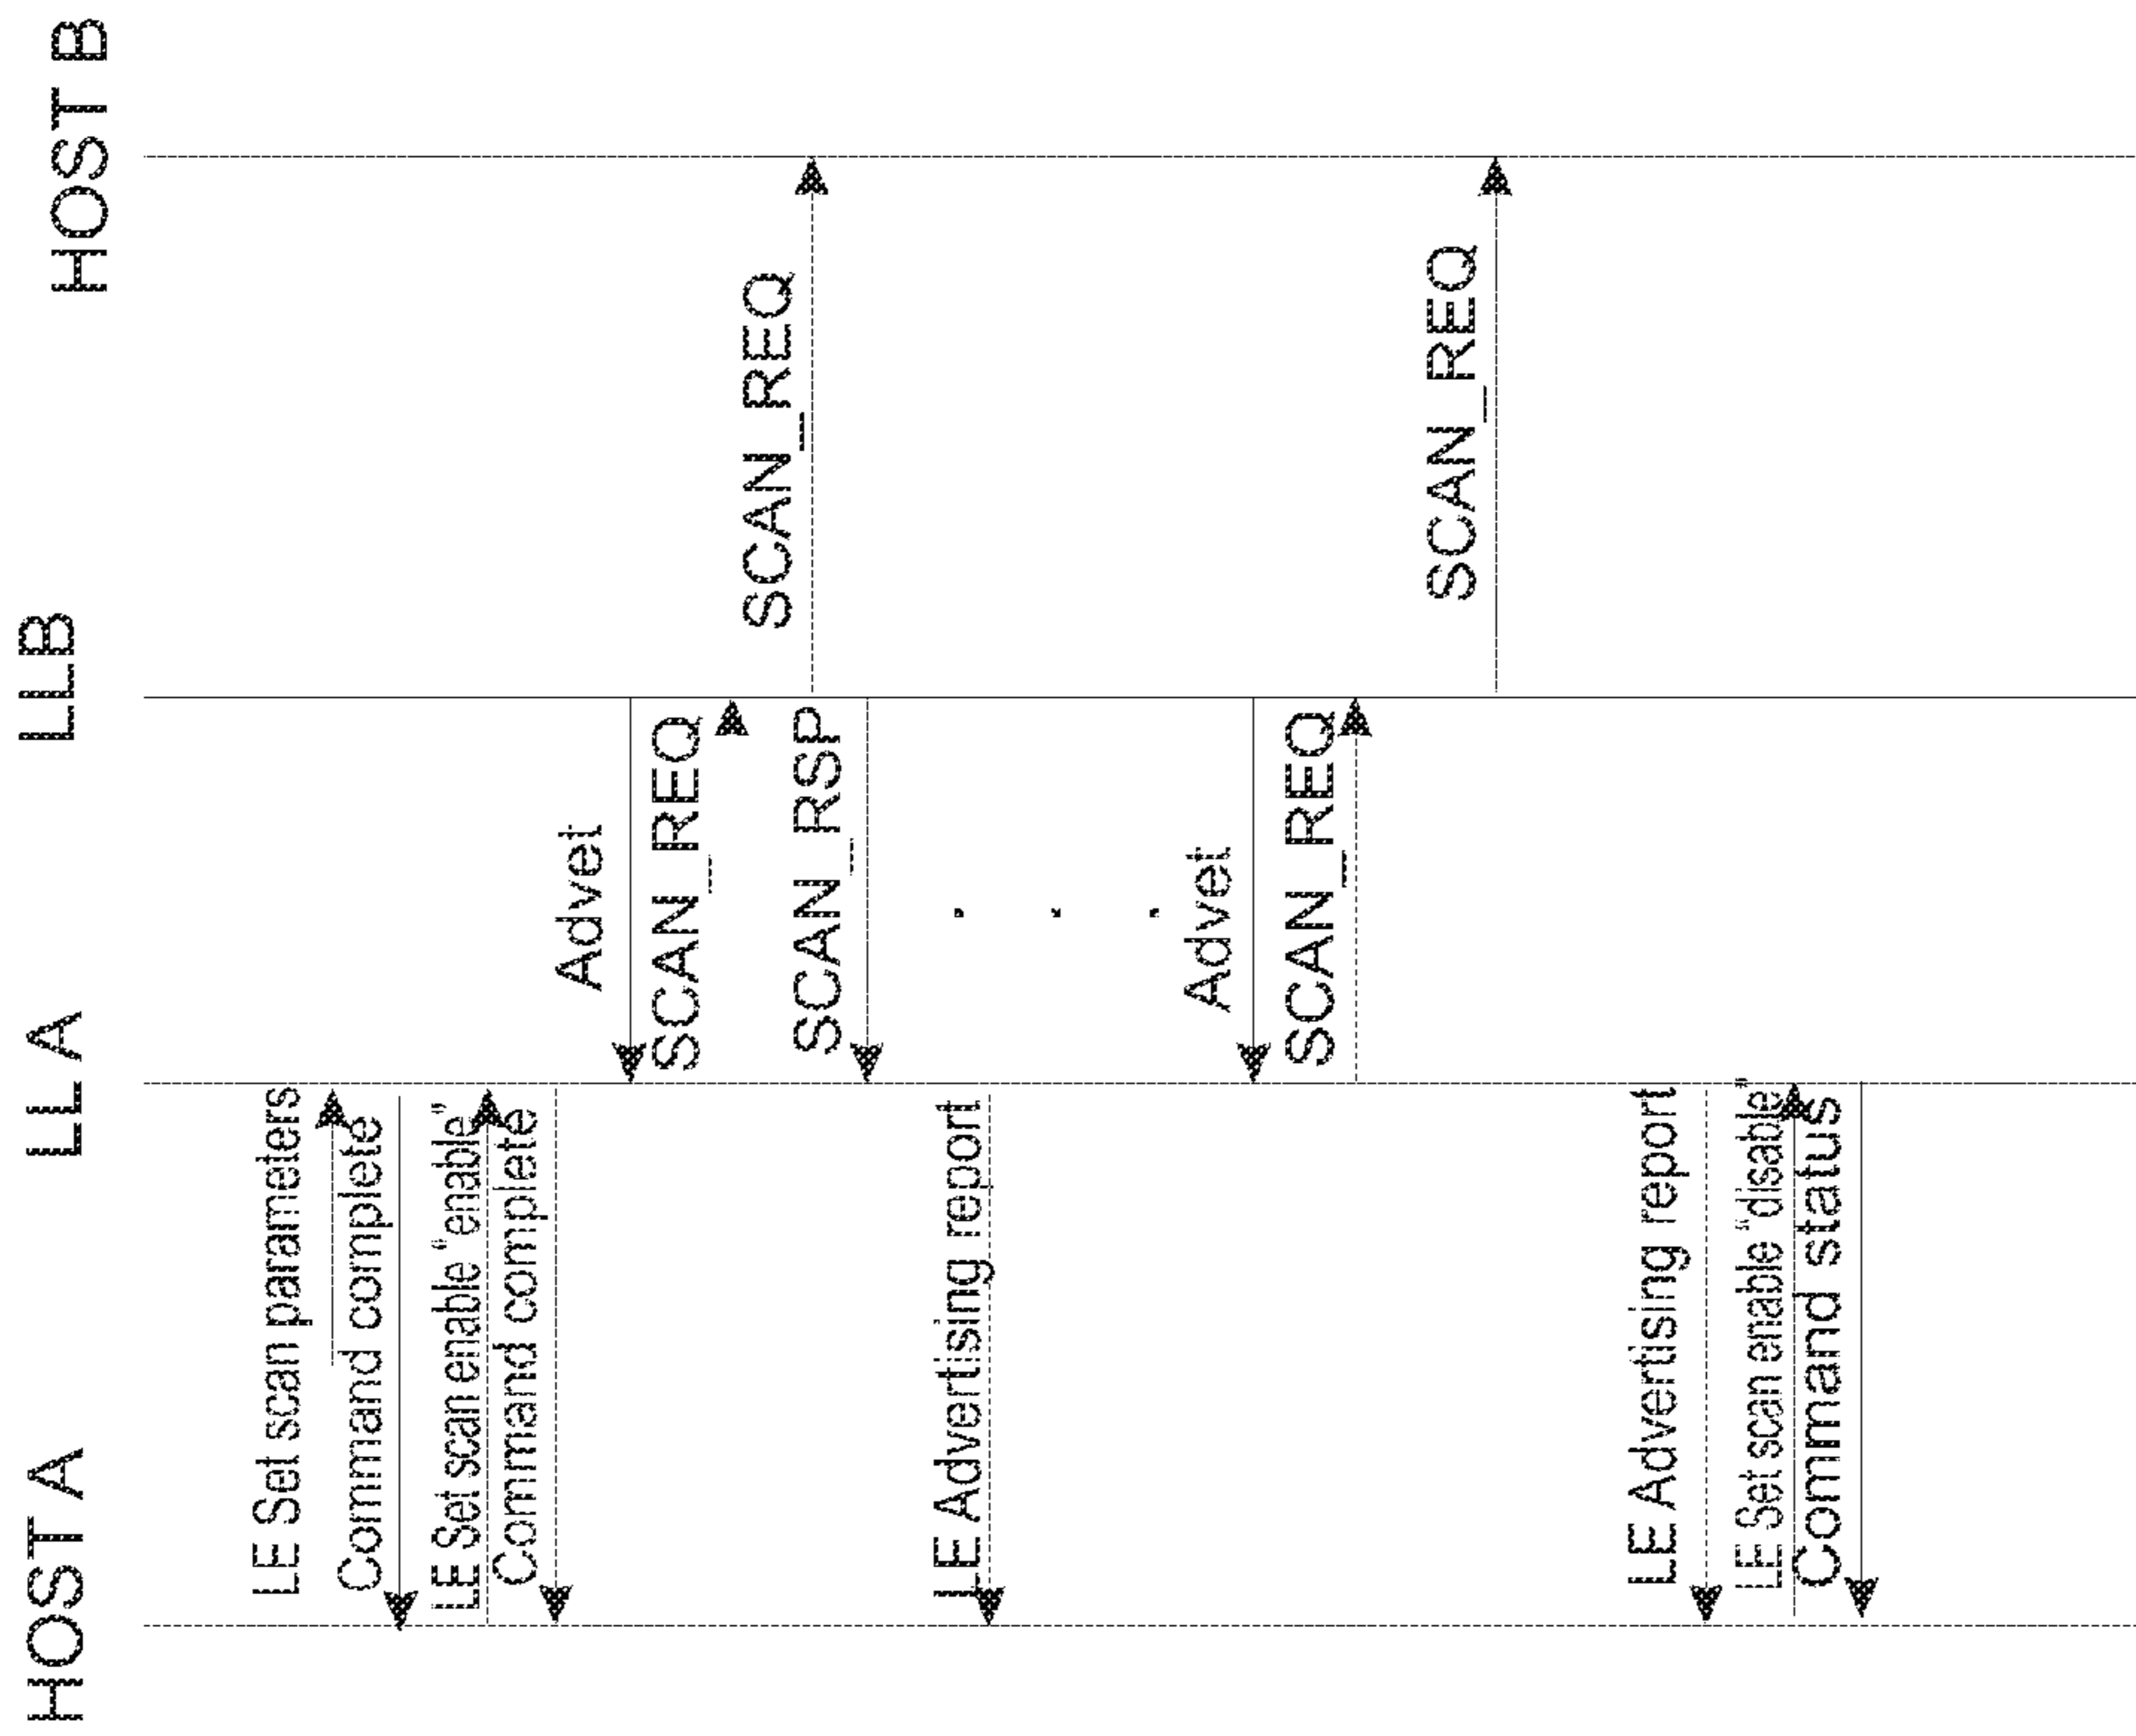 HOST A
LL A
LLB
HOST B
LE Set scan parameters
Command complete
LE Set scan enable “enable”
Command complete
Advet
SCAN_REQ
SCAN_REQ
SCAN_RSP
LE Advertising report
. . .
Advet
SCAN_REQ
SCAN_REQ
LE Advertising report
LE Set scan enable “disable”
Command status